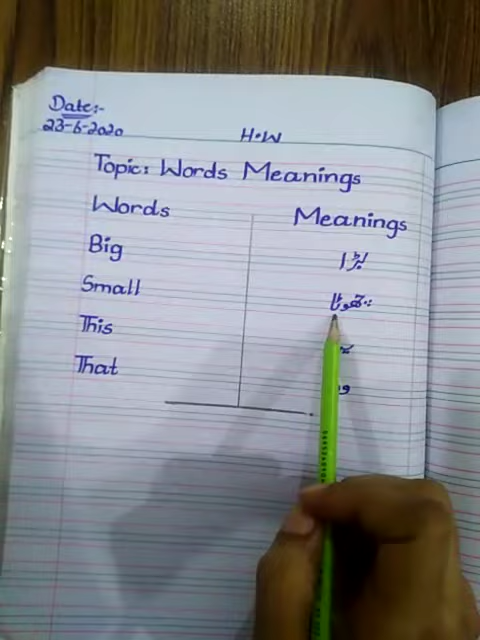 Date:-
23-6-2020
H.W
Topic: Words Meanings
Words Meanings
Big بڑا
Small چھوٹا
This
That